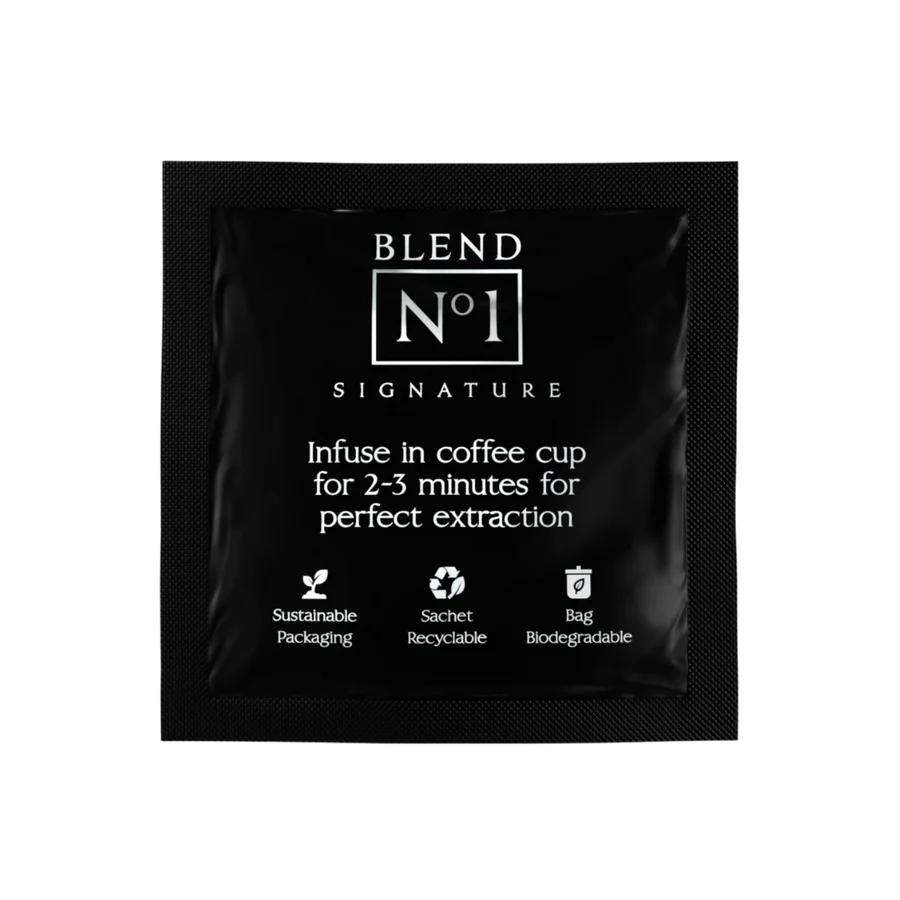 BLEND
Nº1
SIGNATURE
Infuse in coffee cup
for 2-3 minutes for
perfect extraction
Sustainable
Packaging
Sachet
Recyclable
Bag
Biodegradable